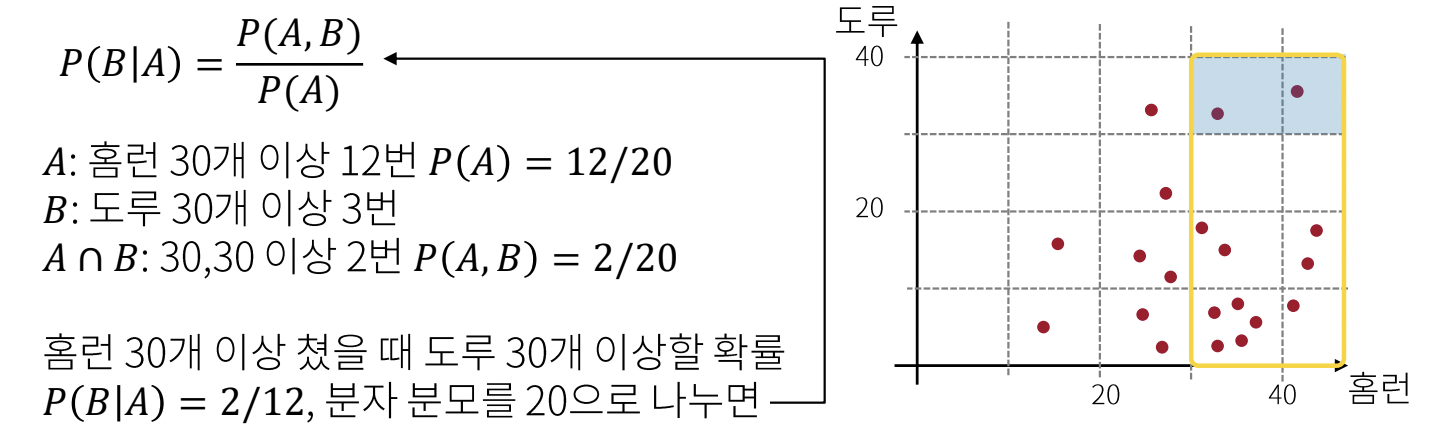 P(B|A) = P(A, B) / P(A)
A: 홈런 30개 이상 12번 P(A) = 12/20
B: 도루 30개 이상 3번
A ∩ B: 30,30 이상 2번 P(A, B) = 2/20
홈런 30개 이상 쳤을 때 도루 30개 이상할 확률
P(B|A) = 2/12, 분자 분모를 20으로 나누면
도루
40
20
20
40
홈런